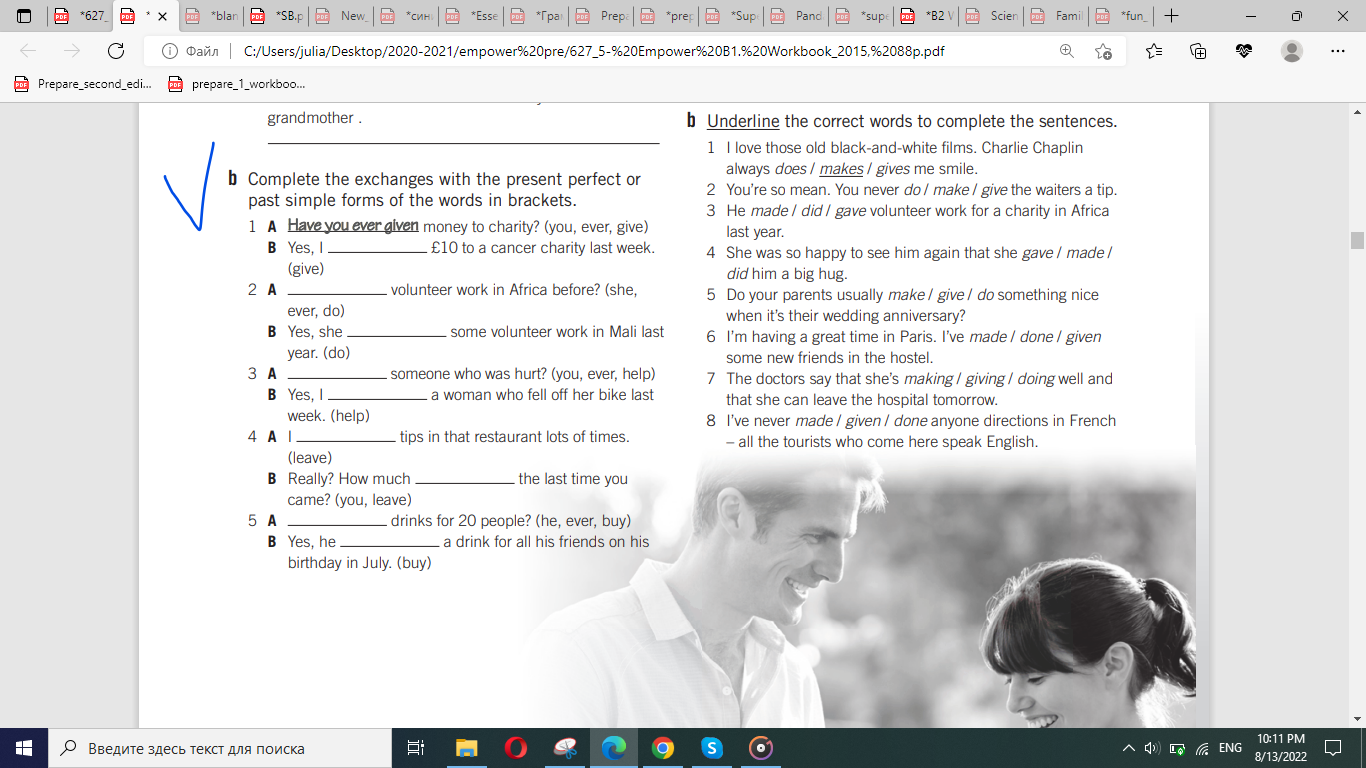 *627_
*
*blan
*SB.p
New_
*сини
*Esse
*Гра
Prepa
*prep
*Supe
Pand
*supe
*B2 V
Scien
Famil
*fun_
Файл
C:/Users/julia/Desktop/2020-2021/empower%20pre/627_5-%20Empower%20B1.%20Workbook_2015,%2088p.pdf
Prepare_second_edi...
prepare_1_workboo...
grandmother .
b Complete the exchanges with the present perfect or
past simple forms of the words in brackets.
1 A Have you ever given money to charity? (you, ever, give)
B Yes, I ____________ £10 to a cancer charity last week.
(give)
2 A ____________ volunteer work in Africa before? (she,
ever, do)
B Yes, she ____________ some volunteer work in Mali last
year. (do)
3 A ____________ someone who was hurt? (you, ever, help)
B Yes, I ____________ a woman who fell off her bike last
week. (help)
4 A I ____________ tips in that restaurant lots of times.
(leave)
B Really? How much ____________ the last time you
came? (you, leave)
5 A ____________ drinks for 20 people? (he, ever, buy)
B Yes, he ____________ a drink for all his friends on his
birthday in July. (buy)
b Underline the correct words to complete the sentences.
1 I love those old black-and-white films. Charlie Chaplin
always does / makes / gives me smile.
2 You're so mean. You never do / make / give the waiters a tip.
3 He made / did / gave volunteer work for a charity in Africa
last year.
4 She was so happy to see him again that she gave / made /
did him a big hug.
5 Do your parents usually make / give / do something nice
when it's their wedding anniversary?
6 I'm having a great time in Paris. I've made / done / given
some new friends in the hostel.
7 The doctors say that she's making / giving / doing well and
that she can leave the hospital tomorrow.
8 I've never made / given / done anyone directions in French
– all the tourists who come here speak English.
Введите здесь текст для поиска
ENG
10:11 PM
8/13/2022